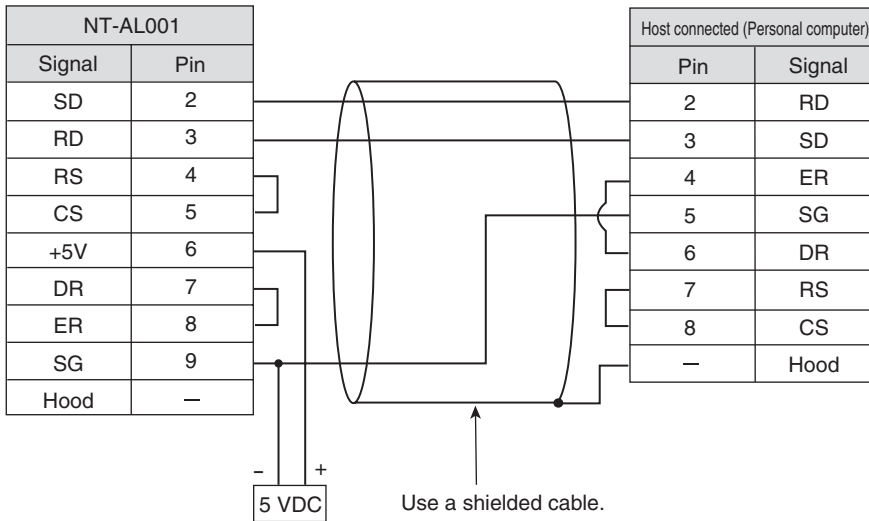 NT-AL001
Signal Pin
SD 2
RD 3
RS 4
CS 5
+5V 6
DR 7
ER 8
SG 9
Hood —
Host connected (Personal computer)
Pin Signal
2 RD
3 SD
4 ER
5 SG
6 DR
7 RS
8 CS
— Hood
– +
5 VDC
Use a shielded cable.